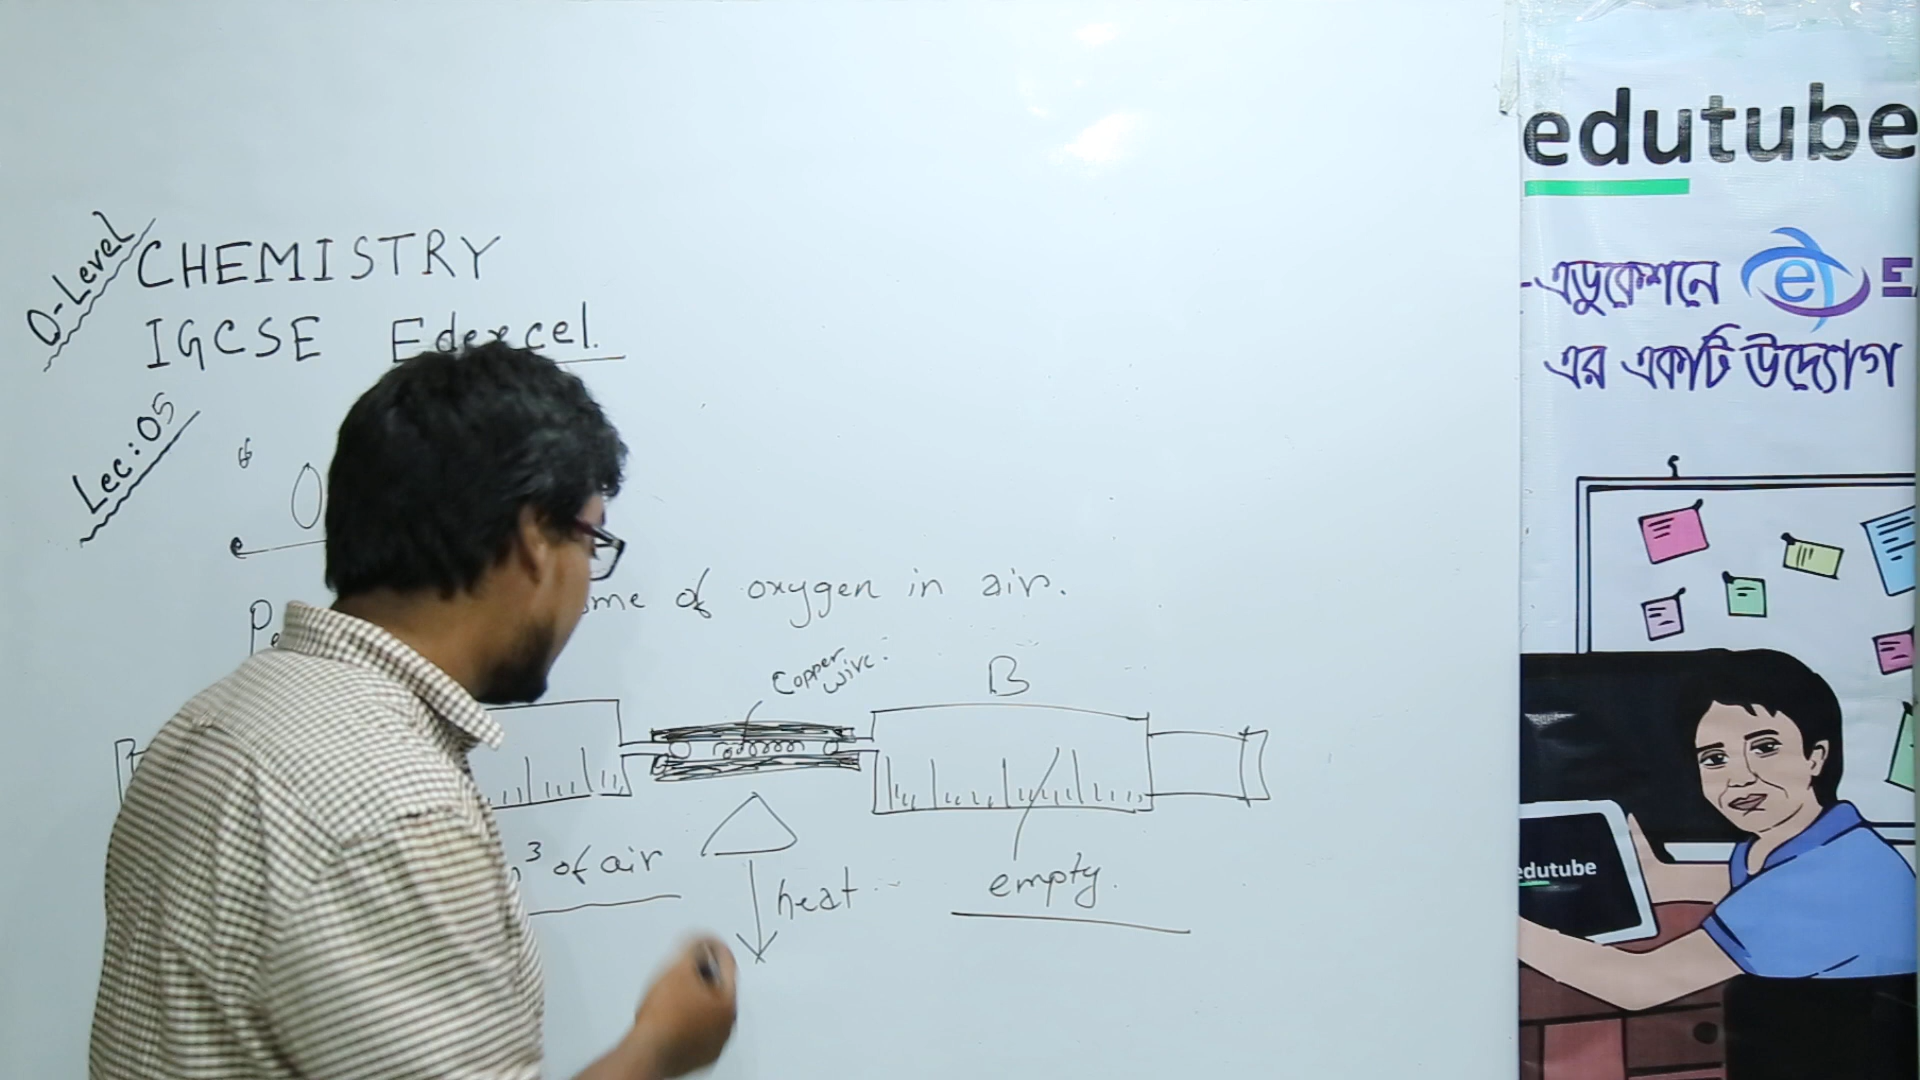 O-Level
CHEMISTRY
IGCSE Edexcel.
Lec: 05
of oxygen in air.
Copper
wire.
B
3 of air
heat
empty.
edutube
-এডুকেশনে e
এর একটি উদ্যোগ
edutube